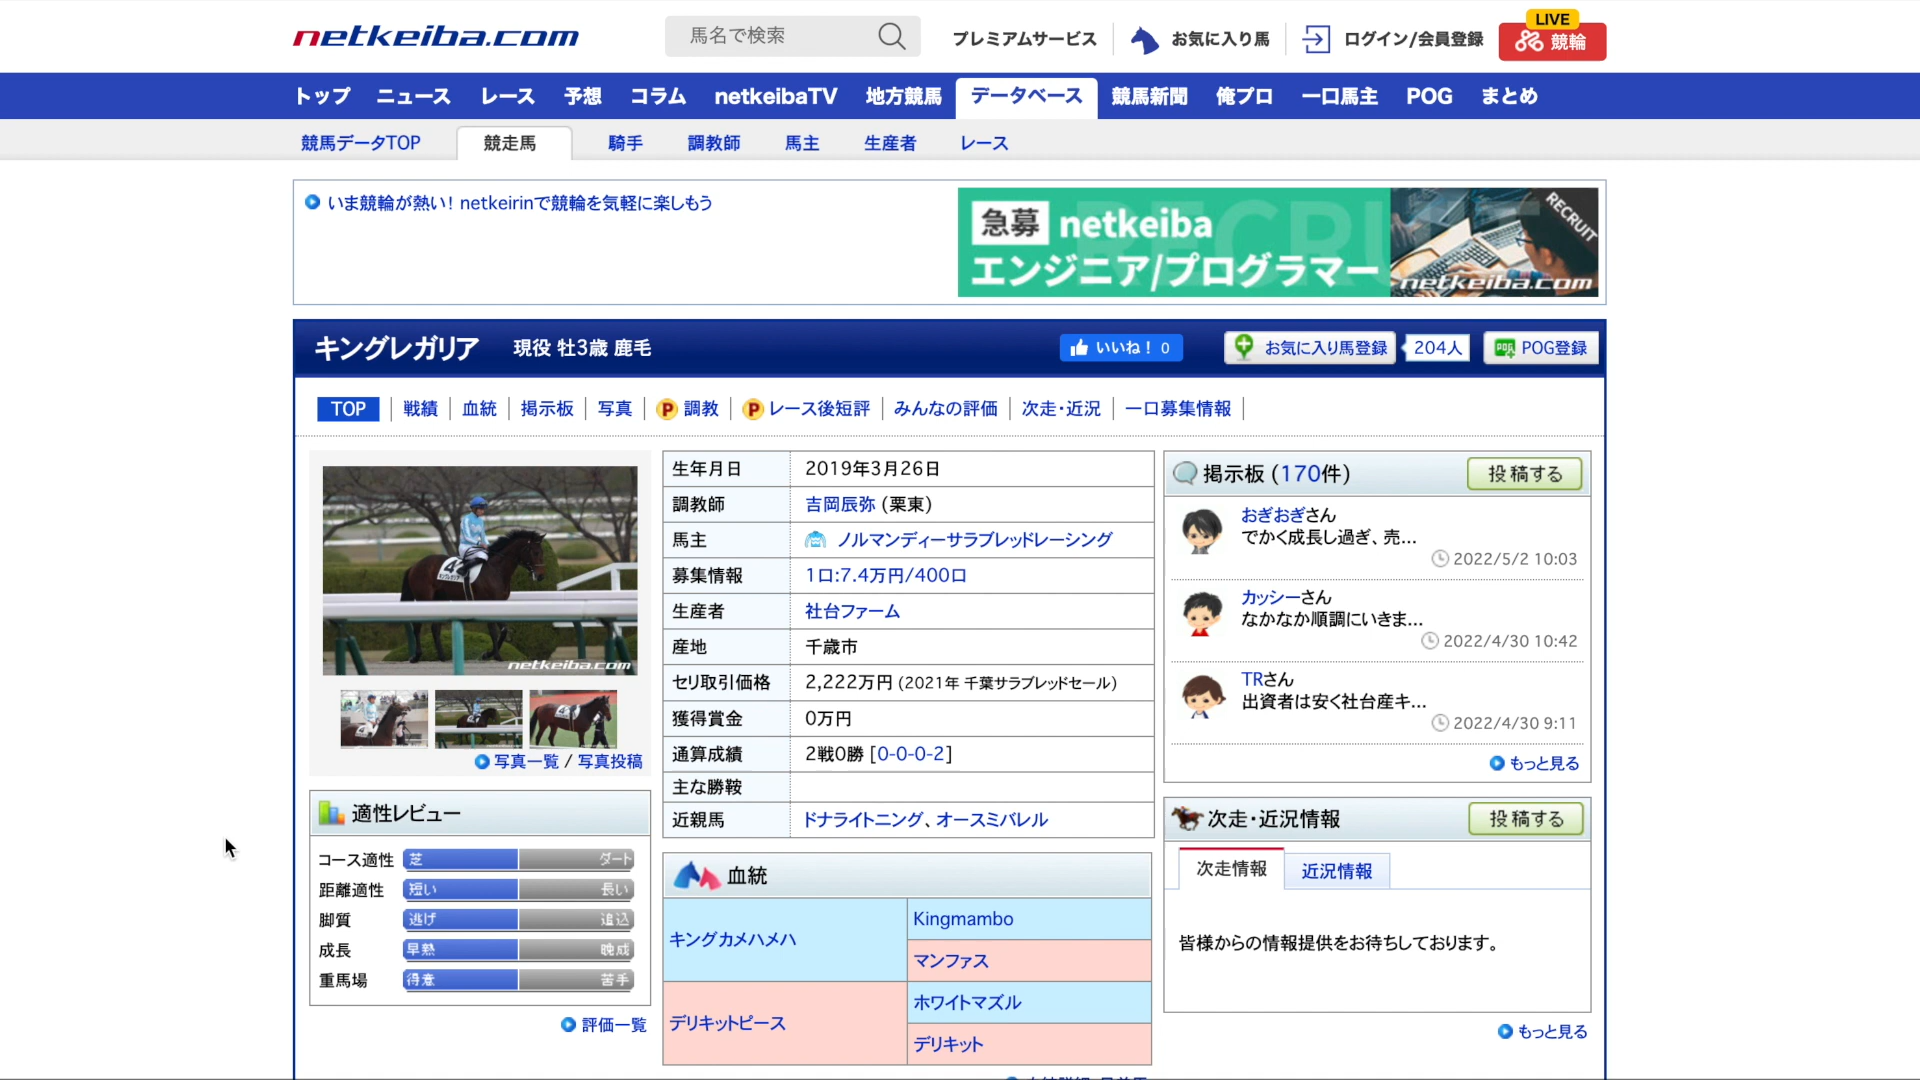 netkeiba.com
馬名で検索
プレミアムサービス
お気に入り馬
ログイン/会員登録
LIVE
競輪
トップ ニュース レース 予想 コラム netkeibaTV 地方競馬 データベース 競馬新聞 俺プロ 一口馬主 POG まとめ
競馬データTOP 競走馬 騎手 調教師 馬主 生産者 レース
いま競輪が熱い! netkeirinで競輪を気軽に楽しもう
急募 netkeiba
エンジニア/プログラマー
RECRUIT
netkeiba.com
キングレガリア 現役 牡3歳 鹿毛
いいね! 0
お気に入り馬登録 204人
POG登録
TOP 戦績 血統 掲示板 写真 P 調教 P レース後短評 みんなの評価 次走・近況 一口募集情報
netkeiba.com
写真一覧 / 写真投稿
適性レビュー
コース適性 芝 ダート
距離適性 短い 長い
脚質 逃げ 追込
成長 早熟 晩成
重馬場 得意 苦手
評価一覧
生年月日 2019年3月26日
調教師 吉岡辰弥 (栗東)
馬主 ノルマンディーサラブレッドレーシング
募集情報 1口:7.4万円/400口
生産者 社台ファーム
産地 千歳市
セリ取引価格 2,222万円 (2021年 千葉サラブレッドセール)
獲得賞金 0万円
通算成績 2戦0勝 [0-0-0-2]
主な勝鞍
近親馬 ドナライトニング、オースミバレル
血統
キングカメハメハ
Kingmambo
マンファス
デリキットピース
ホワイトマズル
デリキット
掲示板 (170件)
投稿する
おぎおぎさん
でかく成長し過ぎ、売...
2022/5/2 10:03
カッシーさん
なかなか順調にいきま...
2022/4/30 10:42
TRさん
出資者は安く社台産キ...
2022/4/30 9:11
もっと見る
次走・近況情報
投稿する
次走情報 近況情報
皆様からの情報提供をお待ちしております。
もっと見る